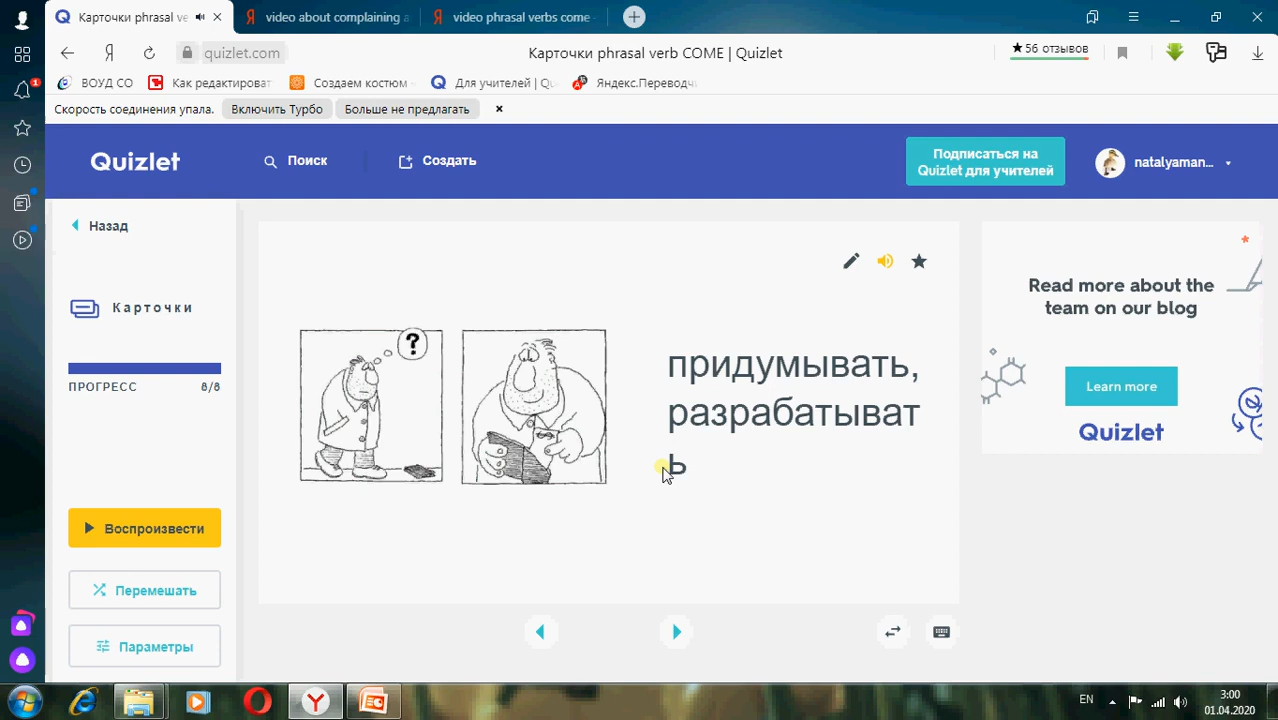 Карточки phrasal ve
video about complaining a
video phrasal verbs come
quizlet.com
Карточки phrasal verb COME | Quizlet
★56 отзывов
ВОУД СО
Как редактироват
Создаем костюм
Для учителей | Qu
Яндекс.Переводчи
Скорость соединения упала.
Включить Турбо
Больше не предлагать
Quizlet
Поиск
Создать
Подписаться на
Quizlet для учителей
natalyaman...
Назад
Карточки
ПРОГРЕСС 8/8
Воспроизвести
Перемешать
Параметры
?
придумывать,
разрабатыват
ь
Read more about the
team on our blog
Learn more
Quizlet
EN
3:00
01.04.2020